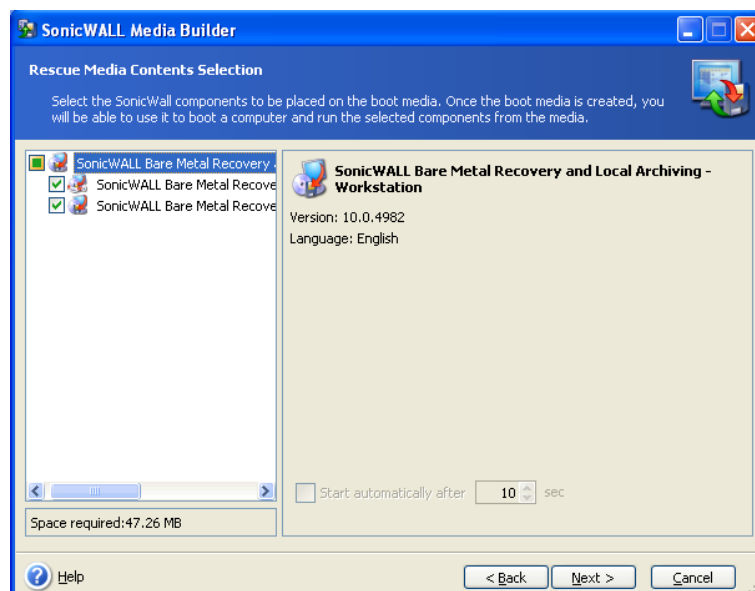 SonicWALL Media Builder
Rescue Media Contents Selection
Select the SonicWall components to be placed on the boot media. Once the boot media is created, you
will be able to use it to boot a computer and run the selected components from the media.
SonicWALL Bare Metal Recovery
SonicWALL Bare Metal Recove
SonicWALL Bare Metal Recove
SonicWALL Bare Metal Recovery and Local Archiving -
Workstation
Version: 10.0.4982
Language: English
Start automatically after 10 sec
Space required:47.26 MB
Help
< Back
Next >
Cancel